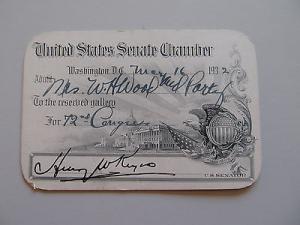 United States Senate Chamber
Washington, D.C. May 16 1932
Admit Mrs. W H Wood and Party
To the reserved gallery
For 72nd Congress
Henry W Keyes
U.S. SENATOR